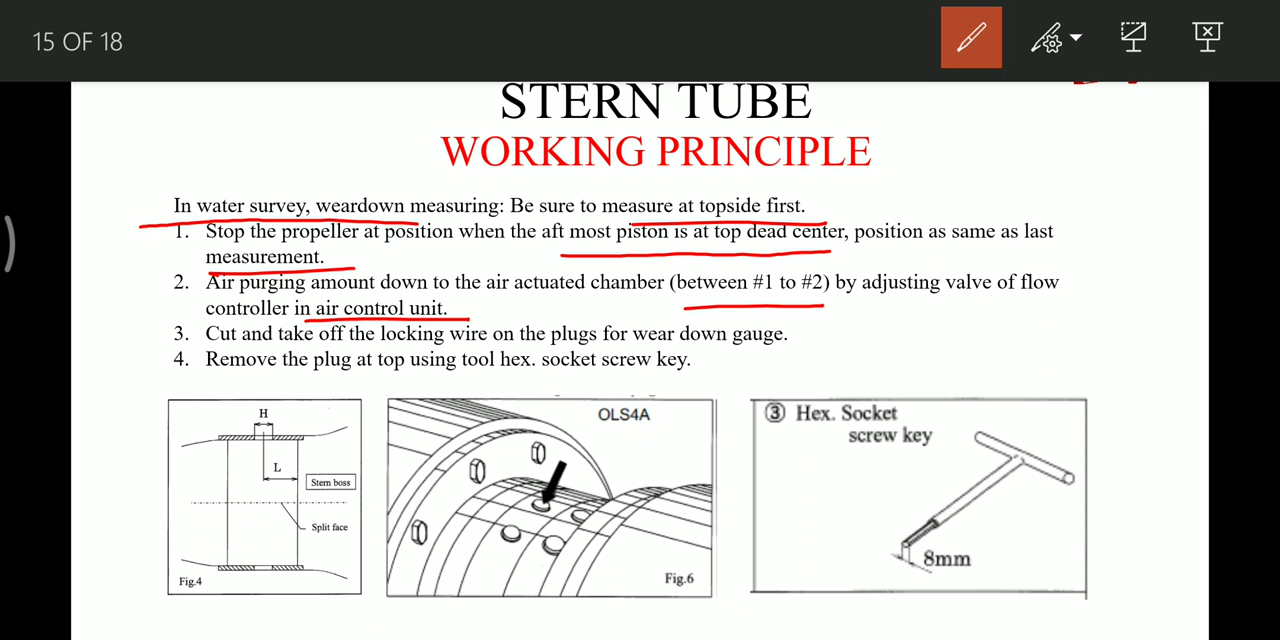 15 OF 18
STERN TUBE
WORKING PRINCIPLE
In water survey, weardown measuring: Be sure to measure at topside first.
1. Stop the propeller at position when the aft most piston is at top dead center, position as same as last
measurement.
2. Air purging amount down to the air actuated chamber (between #1 to #2) by adjusting valve of flow
controller in air control unit.
3. Cut and take off the locking wire on the plugs for wear down gauge.
4. Remove the plug at top using tool hex. socket screw key.
H
L
Stern boss
Split face
Fig.4
OLS4A
Fig.6
③ Hex. Socket
screw key
8mm